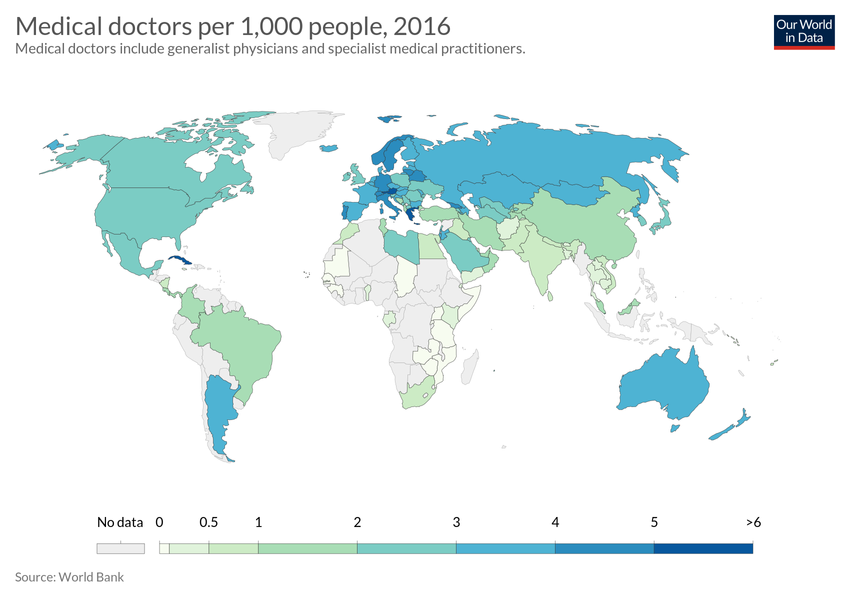 Medical doctors per 1,000 people, 2016
Medical doctors include generalist physicians and specialist medical practitioners.
Our World
in Data
No data 0 0.5 1 2 3 4 5 >6
Source: World Bank